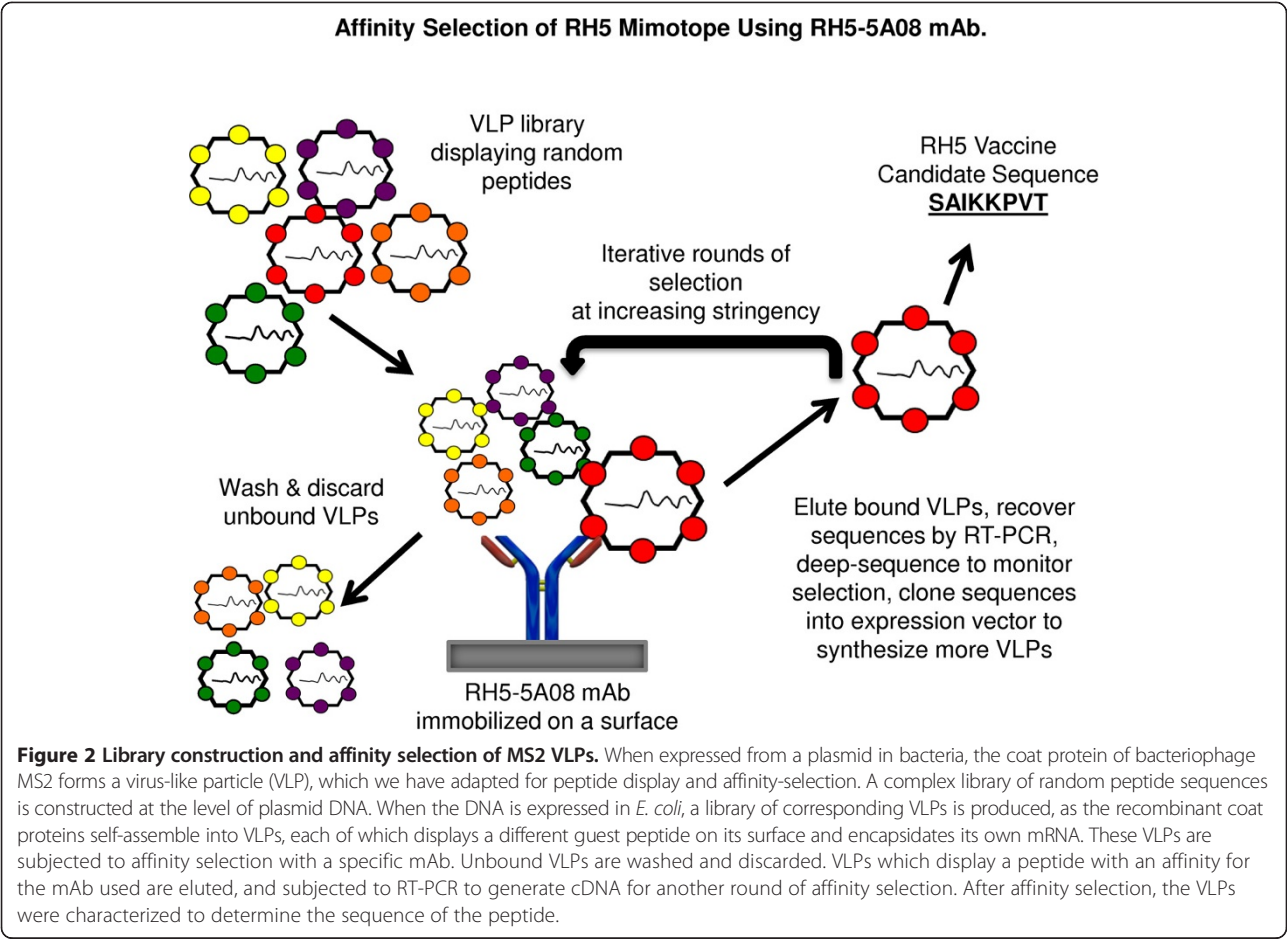 Affinity Selection of RH5 Mimotope Using RH5-5A08 mAb.
VLP library
displaying random
peptides
RH5 Vaccine
Candidate Sequence
SAIKKPVT
Iterative rounds of
selection
at increasing stringency
Wash & discard
unbound VLPs
Elute bound VLPs, recover
sequences by RT-PCR,
deep-sequence to monitor
selection, clone sequences
into expression vector to
synthesize more VLPs
RH5-5A08 mAb
immobilized on a surface
Figure 2 Library construction and affinity selection of MS2 VLPs. When expressed from a plasmid in bacteria, the coat protein of bacteriophage
MS2 forms a virus-like particle (VLP), which we have adapted for peptide display and affinity-selection. A complex library of random peptide sequences
is constructed at the level of plasmid DNA. When the DNA is expressed in E. coli, a library of corresponding VLPs is produced, as the recombinant coat
proteins self-assemble into VLPs, each of which displays a different guest peptide on its surface and encapsidates its own mRNA. These VLPs are
subjected to affinity selection with a specific mAb. Unbound VLPs are washed and discarded. VLPs which display a peptide with an affinity for
the mAb used are eluted, and subjected to RT-PCR to generate cDNA for another round of affinity selection. After affinity selection, the VLPs
were characterized to determine the sequence of the peptide.